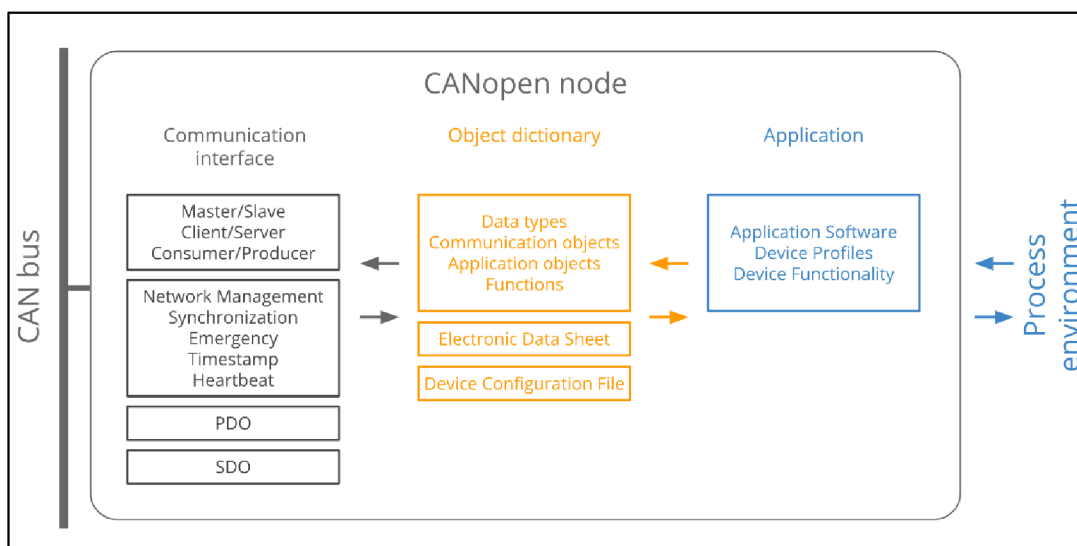 CANopen node
CAN bus
Communication
interface
Master/Slave
Client/Server
Consumer/Producer
Network Management
Synchronization
Emergency
Timestamp
Heartbeat
PDO
SDO
Object dictionary
Data types
Communication objects
Application objects
Functions
Electronic Data Sheet
Device Configuration File
Application
Application Software
Device Profiles
Device Functionality
Process
environment